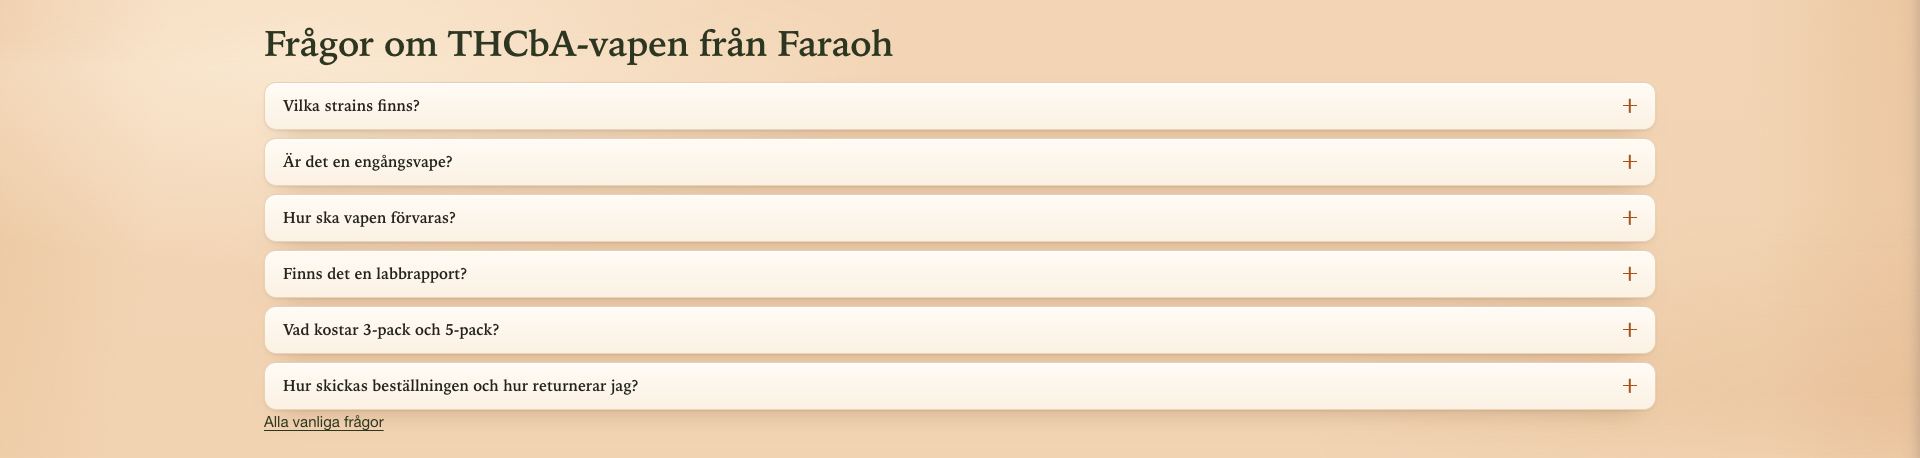 Frågor om THCbA-vapen från Faraoh
Vilka strains finns?
Är det en engångsvape?
Hur ska vapen förvaras?
Finns det en labbrapport?
Vad kostar 3-pack och 5-pack?
Hur skickas beställningen och hur returnerar jag?
Alla vanliga frågor